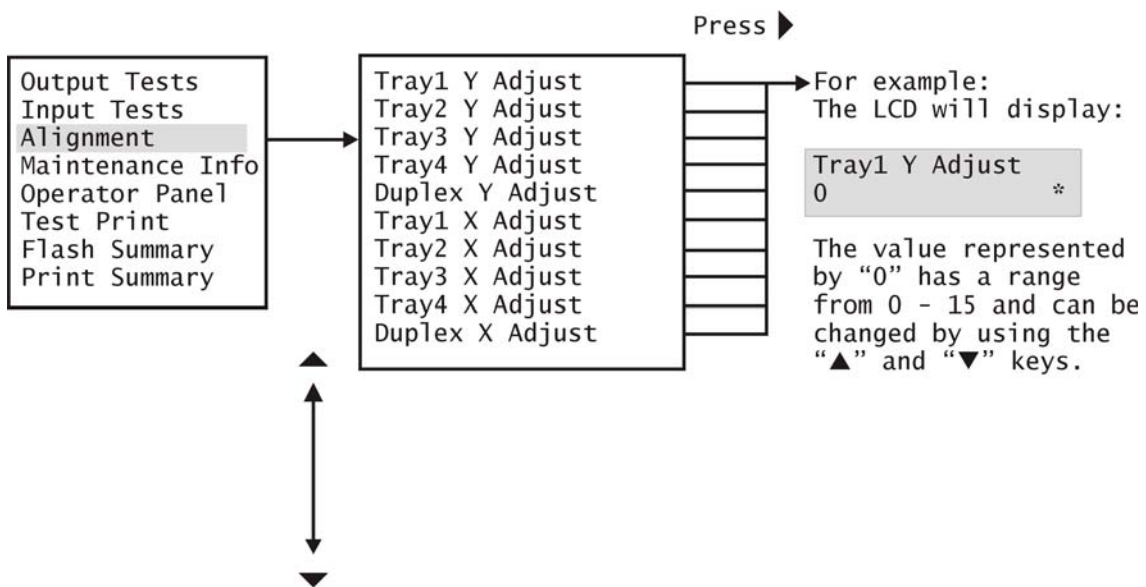 Press ▶
Output Tests
Input Tests
Alignment
Maintenance Info
Operator Panel
Test Print
Flash Summary
Print Summary
Tray1 Y Adjust
Tray2 Y Adjust
Tray3 Y Adjust
Tray4 Y Adjust
Duplex Y Adjust
Tray1 X Adjust
Tray2 X Adjust
Tray3 X Adjust
Tray4 X Adjust
Duplex X Adjust
For example:
The LCD will display:
Tray1 Y Adjust
0 *
The value represented
by “0” has a range
from 0 – 15 and can be
changed by using the
“▲” and “▼” keys.